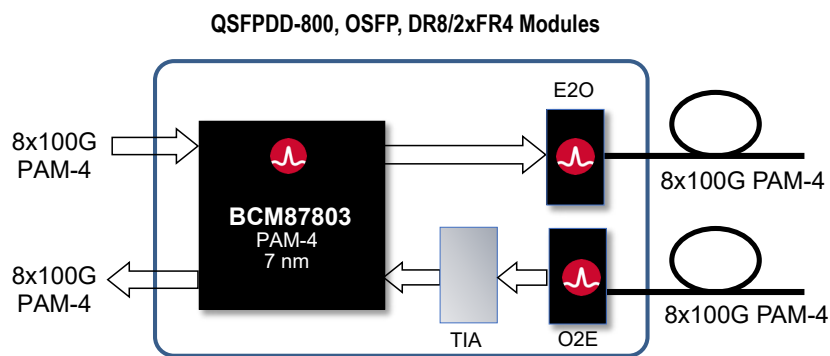 QSFPDD-800, OSFP, DR8/2xFR4 Modules
E2O
8x100G
PAM-4
BCM87803
PAM-4
7 nm
8x100G PAM-4
8x100G
PAM-4
TIA
O2E
8x100G PAM-4